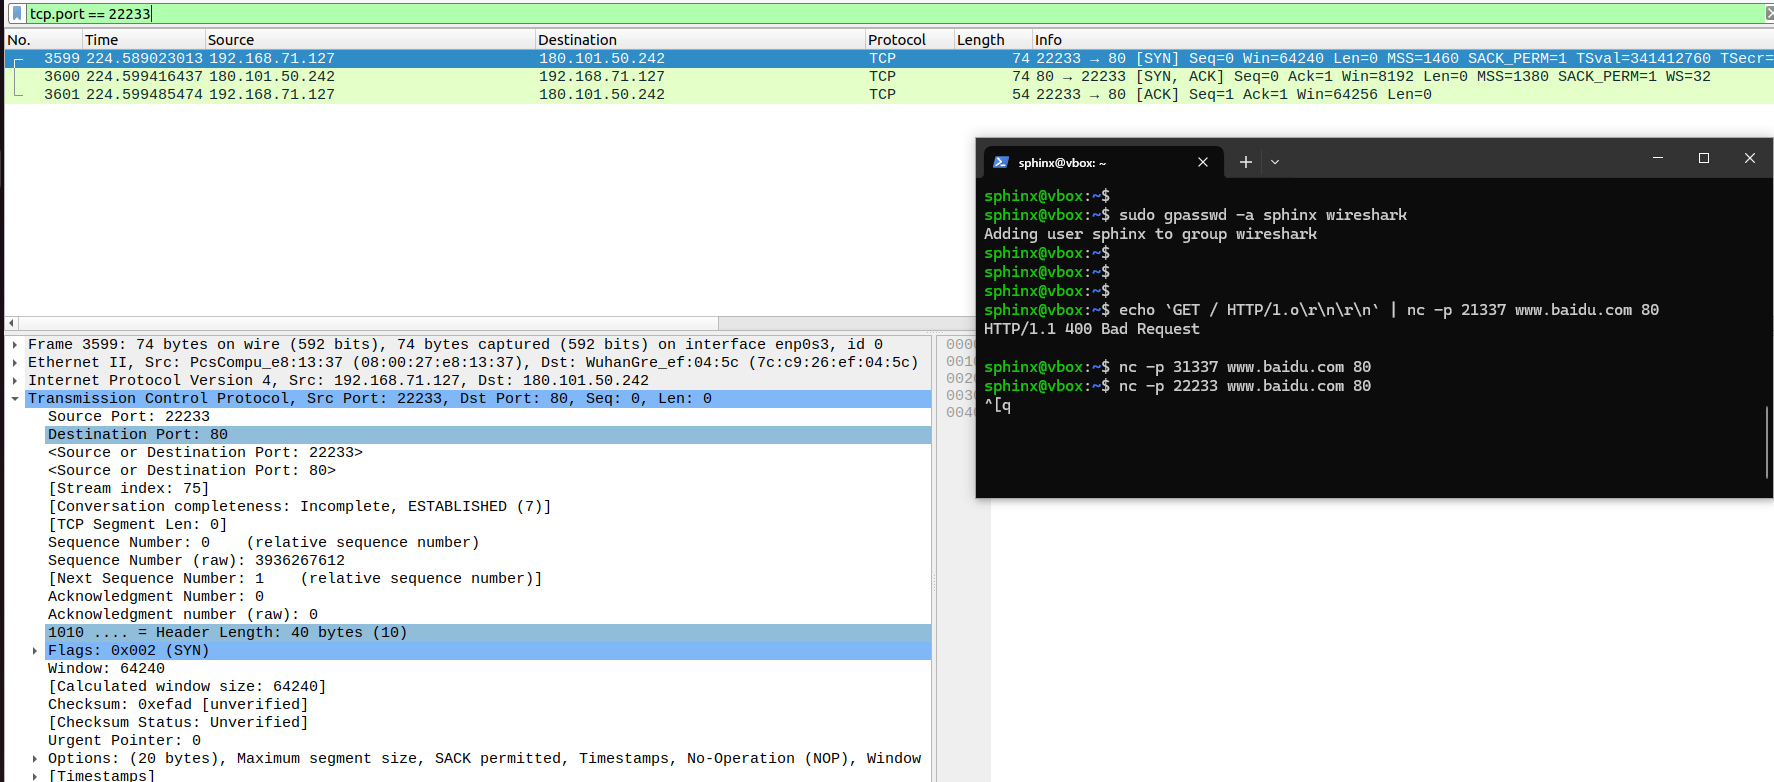 tcp.port == 22233
No. Time Source Destination Protocol Length Info
3599 224.589023013 192.168.71.127 180.101.50.242 TCP 74 22233 → 80 [SYN] Seq=0 Win=64240 Len=0 MSS=1460 SACK_PERM=1 TSval=341412760 TSecr=
3600 224.599416437 180.101.50.242 192.168.71.127 TCP 74 80 → 22233 [SYN, ACK] Seq=0 Ack=1 Win=8192 Len=0 MSS=1380 SACK_PERM=1 WS=32
3601 224.599485474 192.168.71.127 180.101.50.242 TCP 54 22233 → 80 [ACK] Seq=1 Ack=1 Win=64256 Len=0
sphinx@vbox: ~
sphinx@vbox:~$
sphinx@vbox:~$ sudo gpasswd -a sphinx wireshark
Adding user sphinx to group wireshark
sphinx@vbox:~$
sphinx@vbox:~$
sphinx@vbox:~$
sphinx@vbox:~$ echo `GET / HTTP/1.o\r\n\r\n` | nc -p 21337 www.baidu.com 80
HTTP/1.1 400 Bad Request
sphinx@vbox:~$ nc -p 31337 www.baidu.com 80
sphinx@vbox:~$ nc -p 22233 www.baidu.com 80
^[q
Frame 3599: 74 bytes on wire (592 bits), 74 bytes captured (592 bits) on interface enp0s3, id 0
Ethernet II, Src: PcsCompu_e8:13:37 (08:00:27:e8:13:37), Dst: WuhanGre_ef:04:5c (7c:c9:26:ef:04:5c)
Internet Protocol Version 4, Src: 192.168.71.127, Dst: 180.101.50.242
Transmission Control Protocol, Src Port: 22233, Dst Port: 80, Seq: 0, Len: 0
Source Port: 22233
Destination Port: 80
<Source or Destination Port: 22233>
<Source or Destination Port: 80>
[Stream index: 75]
[Conversation completeness: Incomplete, ESTABLISHED (7)]
[TCP Segment Len: 0]
Sequence Number: 0 (relative sequence number)
Sequence Number (raw): 3936267612
[Next Sequence Number: 1 (relative sequence number)]
Acknowledgment Number: 0
Acknowledgment number (raw): 0
1010 .... = Header Length: 40 bytes (10)
Flags: 0x002 (SYN)
Window: 64240
[Calculated window size: 64240]
Checksum: 0xefad [unverified]
[Checksum Status: Unverified]
Urgent Pointer: 0
Options: (20 bytes), Maximum segment size, SACK permitted, Timestamps, No-Operation (NOP), Window
[Timestamps]
000
001
002
003
004